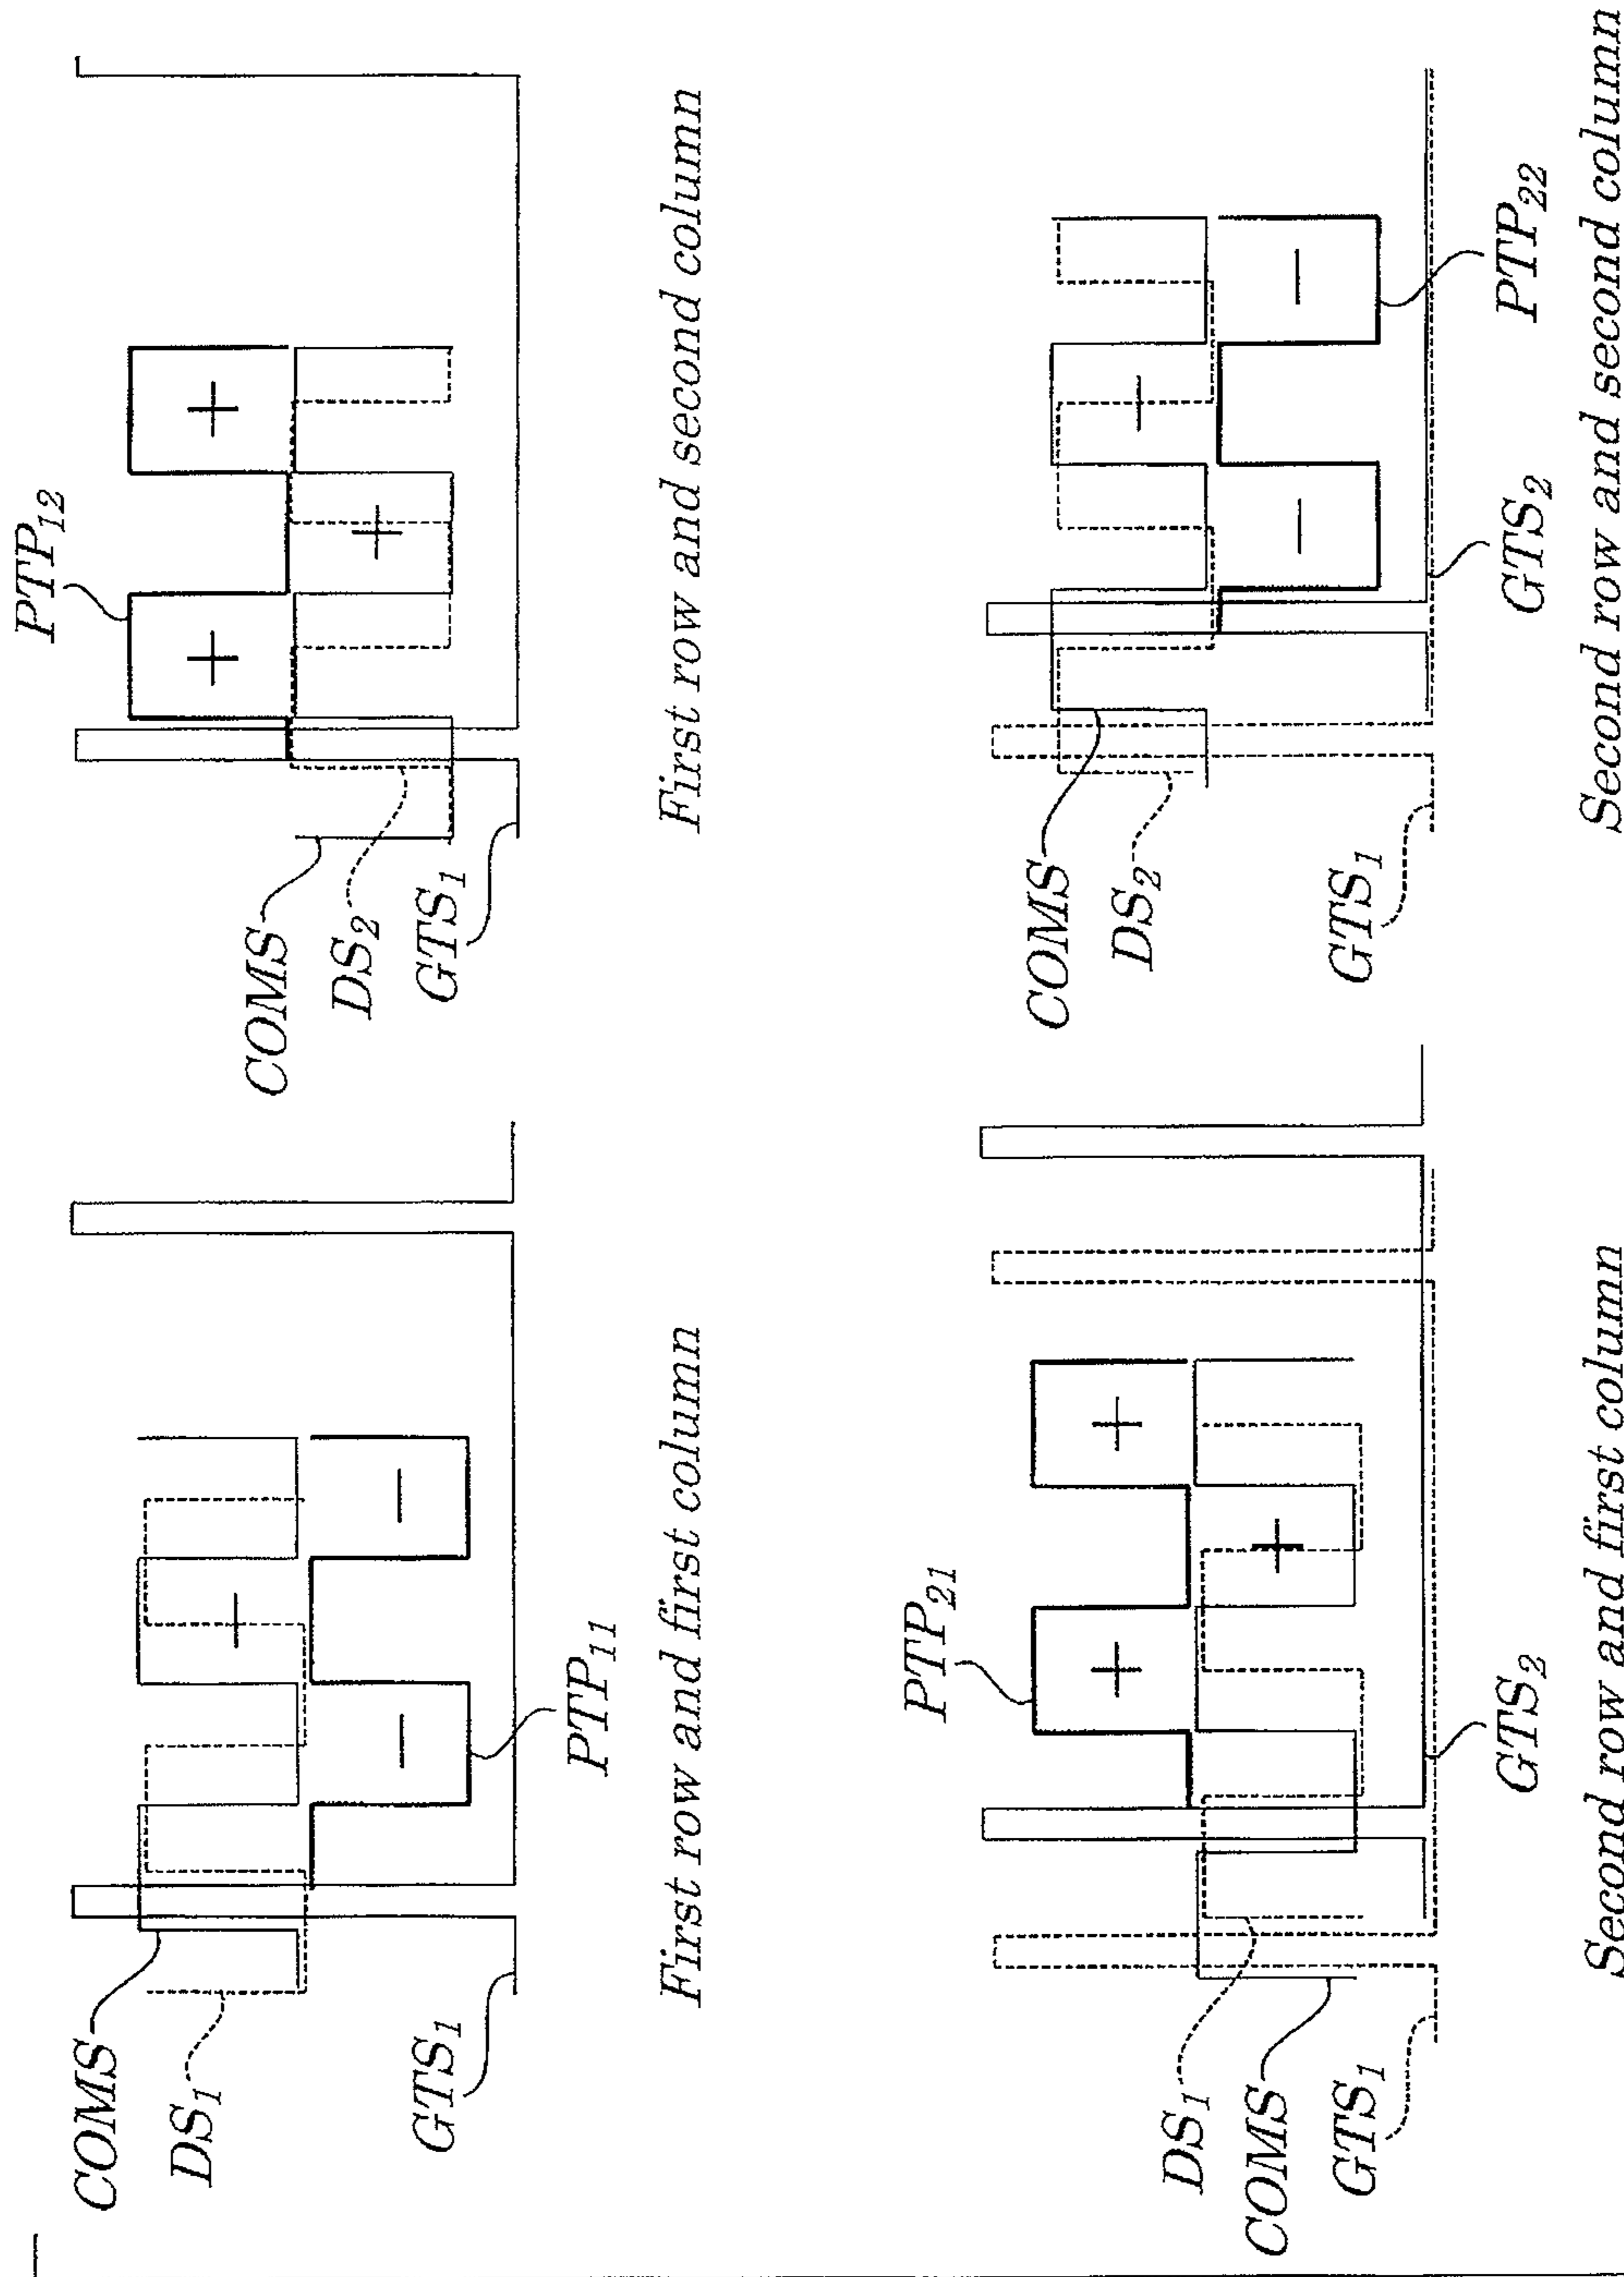 COMS
DS1
GTS1
PTP11
First row and first column
PTP12
COMS
DS2
GTS1
First row and second column
PTP21
DS1
COMS
GTS1
GTS2
Second row and first column
COMS
DS2
GTS1
GTS2
PTP22
Second row and second column